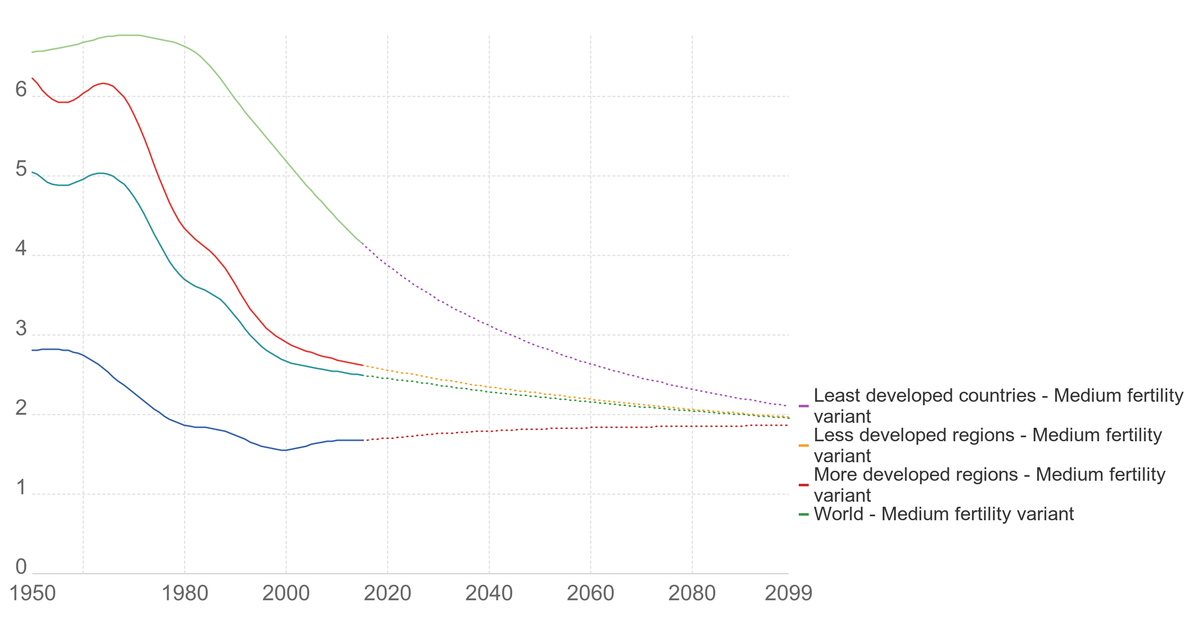 6
5
4
3
2
1
0
1950 1980 2000 2020 2040 2060 2080 2099
Least developed countries - Medium fertility
variant
Less developed regions - Medium fertility
variant
More developed regions - Medium fertility
variant
World - Medium fertility variant